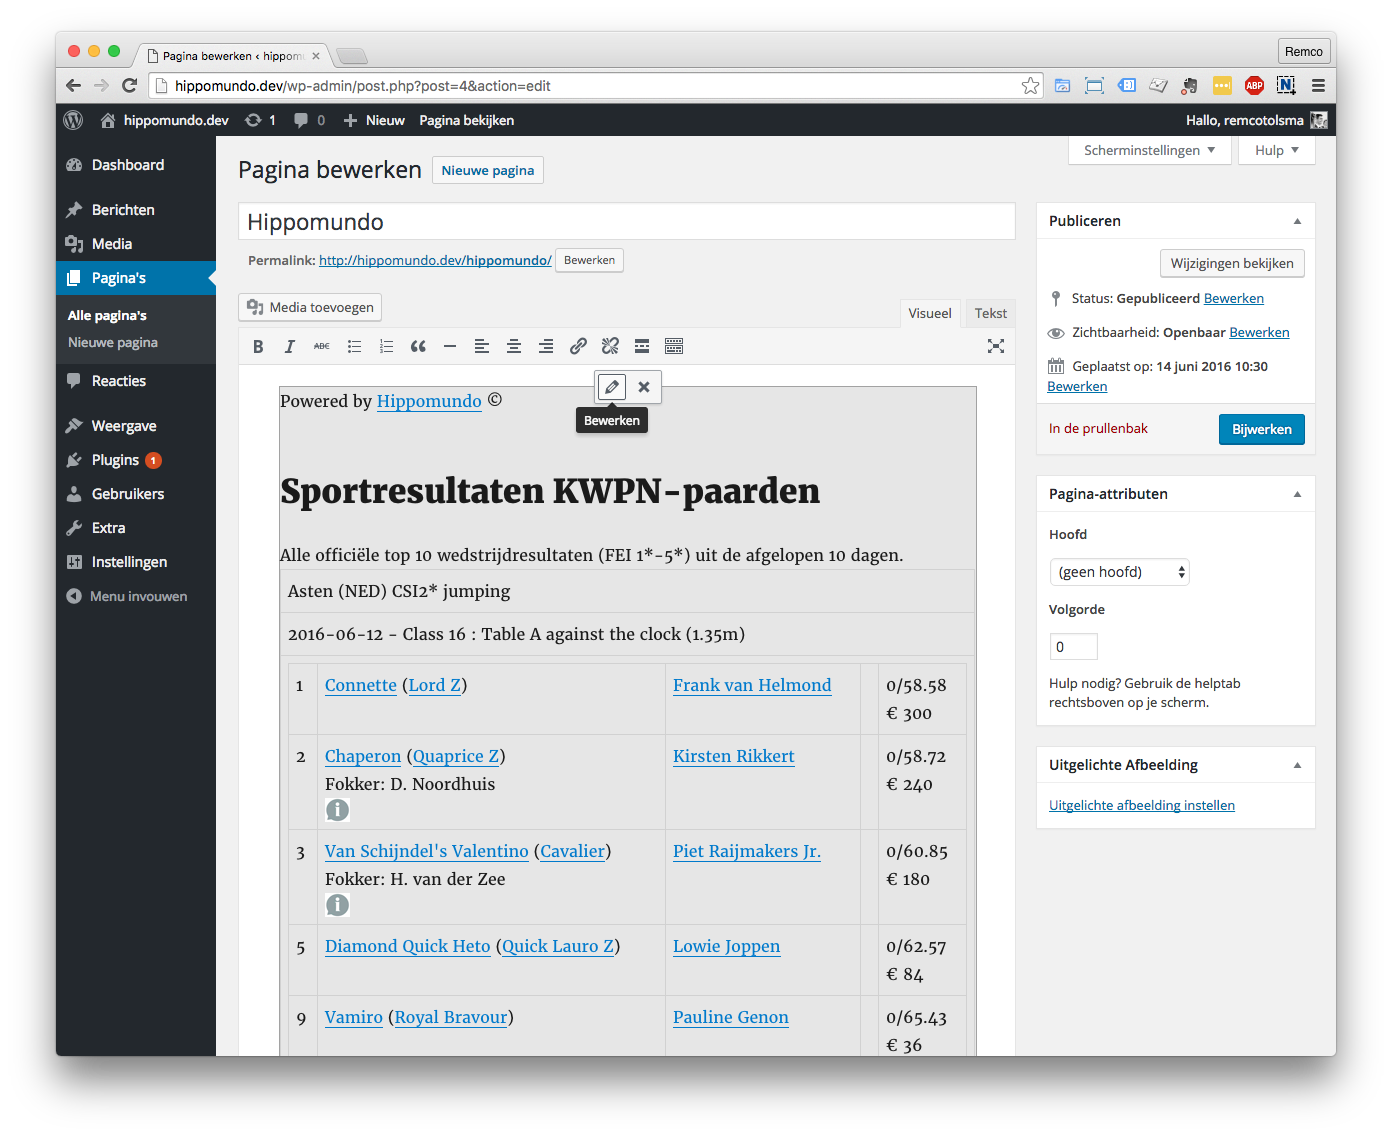 Pagina bewerken ‹ hippom
Remco
hippomundo.dev/wp-admin/post.php?post=4&action=edit
ABP
N
hippomundo.dev 1 0 Nieuw Pagina bekijken
Hallo, remcotolsma
Dashboard
Berichten
Media
Pagina's
Alle pagina's
Nieuwe pagina
Reacties
Weergave
Plugins 1
Gebruikers
Extra
Instellingen
Menu invouwen
Scherminstellingen
Hulp
Pagina bewerken Nieuwe pagina
Hippomundo
Permalink: http://hippomundo.dev/hippomundo/ Bewerken
Media toevoegen
Visueel Tekst
B I ABC
Bewerken
Powered by Hippomundo ©
Sportresultaten KWPN-paarden
Alle officiële top 10 wedstrijdresultaten (FEI 1*-5*) uit de afgelopen 10 dagen.
Asten (NED) CSI2* jumping
2016-06-12 - Class 16 : Table A against the clock (1.35m)
1 Connette (Lord Z) Frank van Helmond 0/58.58
€ 300
2 Chaperon (Quaprice Z) Kirsten Rikkert 0/58.72
Fokker: D. Noordhuis € 240
3 Van Schijndel's Valentino (Cavalier) Piet Raijmakers Jr. 0/60.85
Fokker: H. van der Zee € 180
5 Diamond Quick Heto (Quick Lauro Z) Lowie Joppen 0/62.57
€ 84
9 Vamiro (Royal Bravour) Pauline Genon 0/65.43
€ 36
Publiceren
Wijzigingen bekijken
Status: Gepubliceerd Bewerken
Zichtbaarheid: Openbaar Bewerken
Geplaatst op: 14 juni 2016 10:30
Bewerken
In de prullenbak Bijwerken
Pagina-attributen
Hoofd
(geen hoofd)
Volgorde
0
Hulp nodig? Gebruik de helptab
rechtsboven op je scherm.
Uitgelichte Afbeelding
Uitgelichte afbeelding instellen